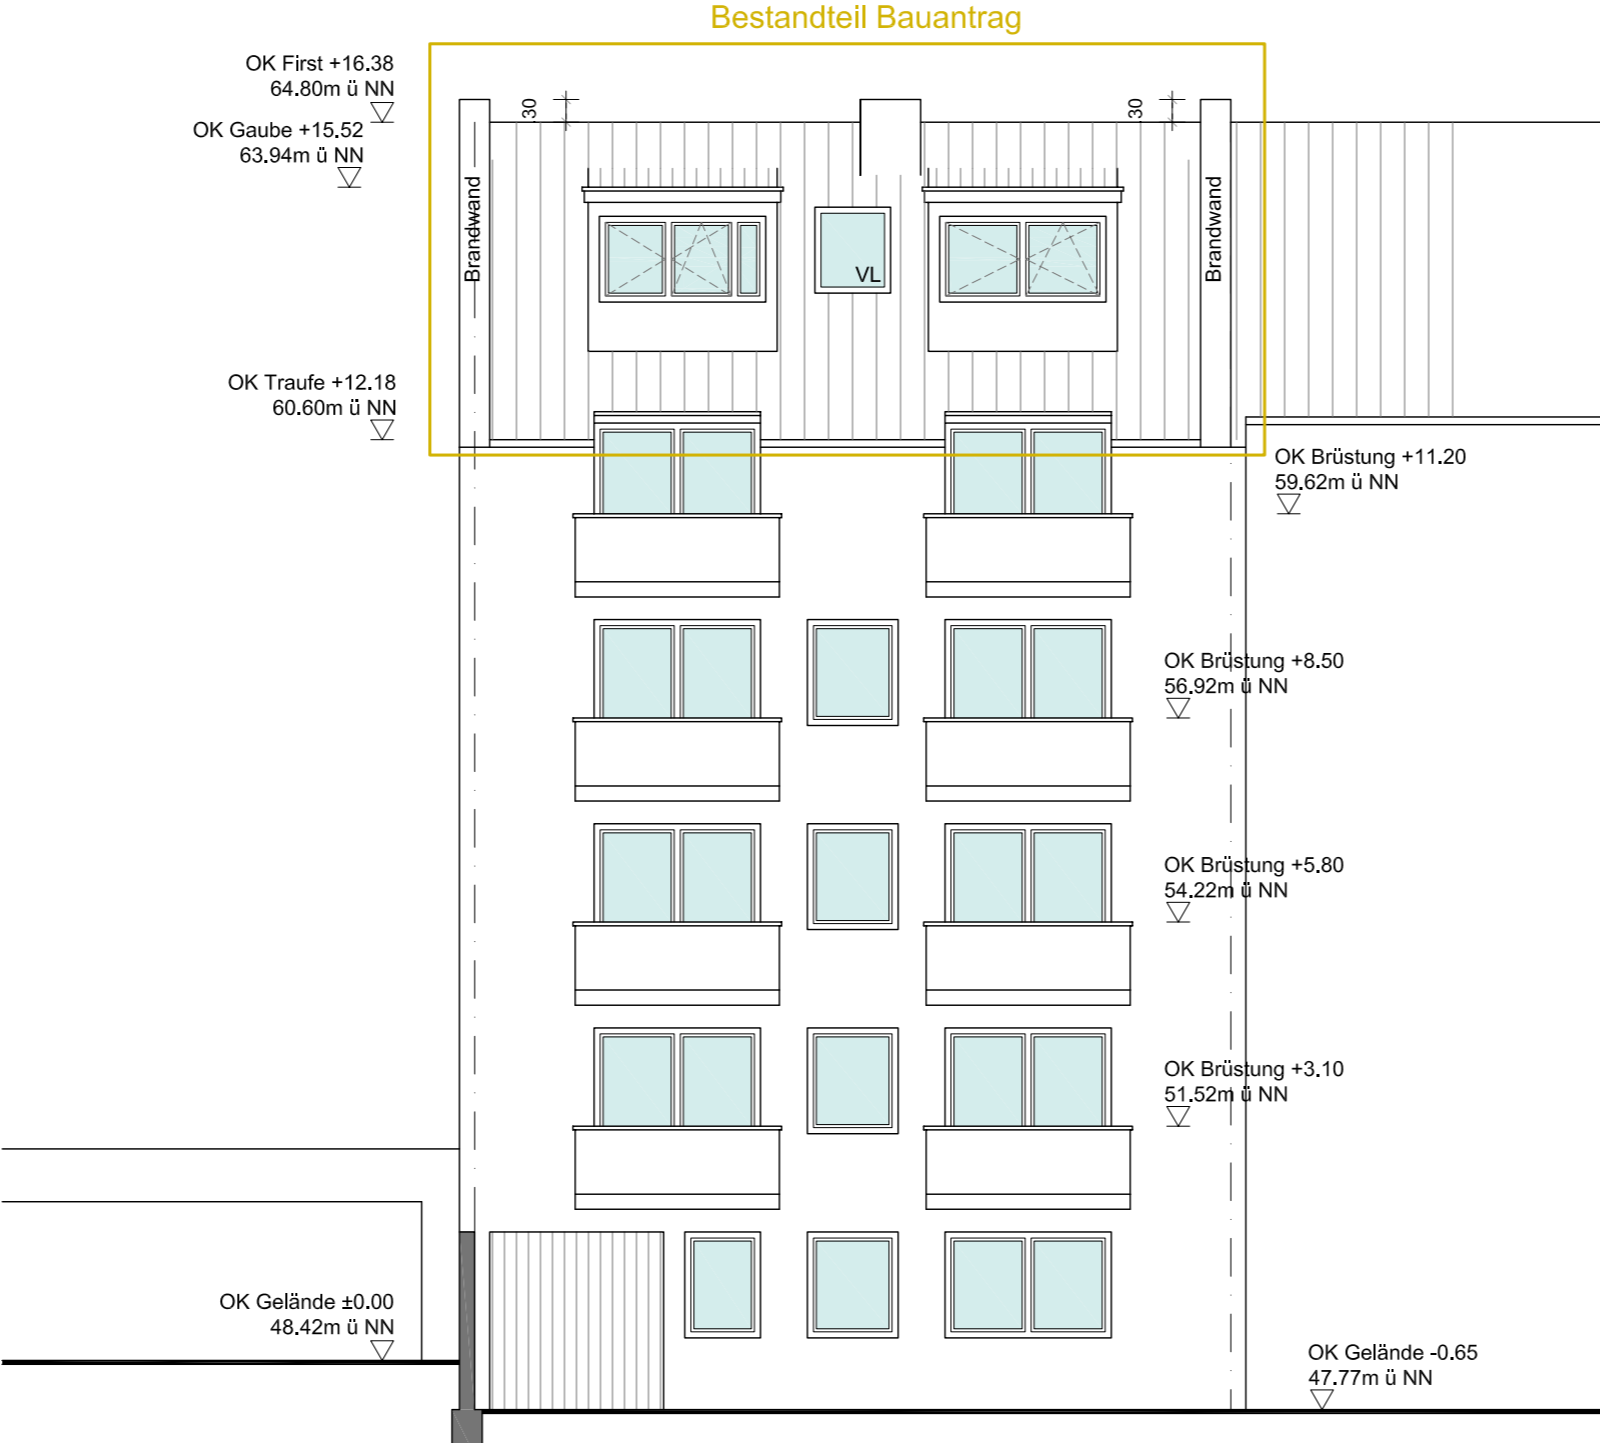 Bestandteil Bauantrag
OK First +16.38
64.80m ü NN
30
30
OK Gaube +15.52
63.94m ü NN
Brandwand
Brandwand
VL
OK Traufe +12.18
60.60m ü NN
OK Brüstung +11.20
59.62m ü NN
OK Brüstung +8.50
56.92m ü NN
OK Brüstung +5.80
54.22m ü NN
OK Brüstung +3.10
51.52m ü NN
OK Gelände ±0.00
48.42m ü NN
OK Gelände -0.65
47.77m ü NN